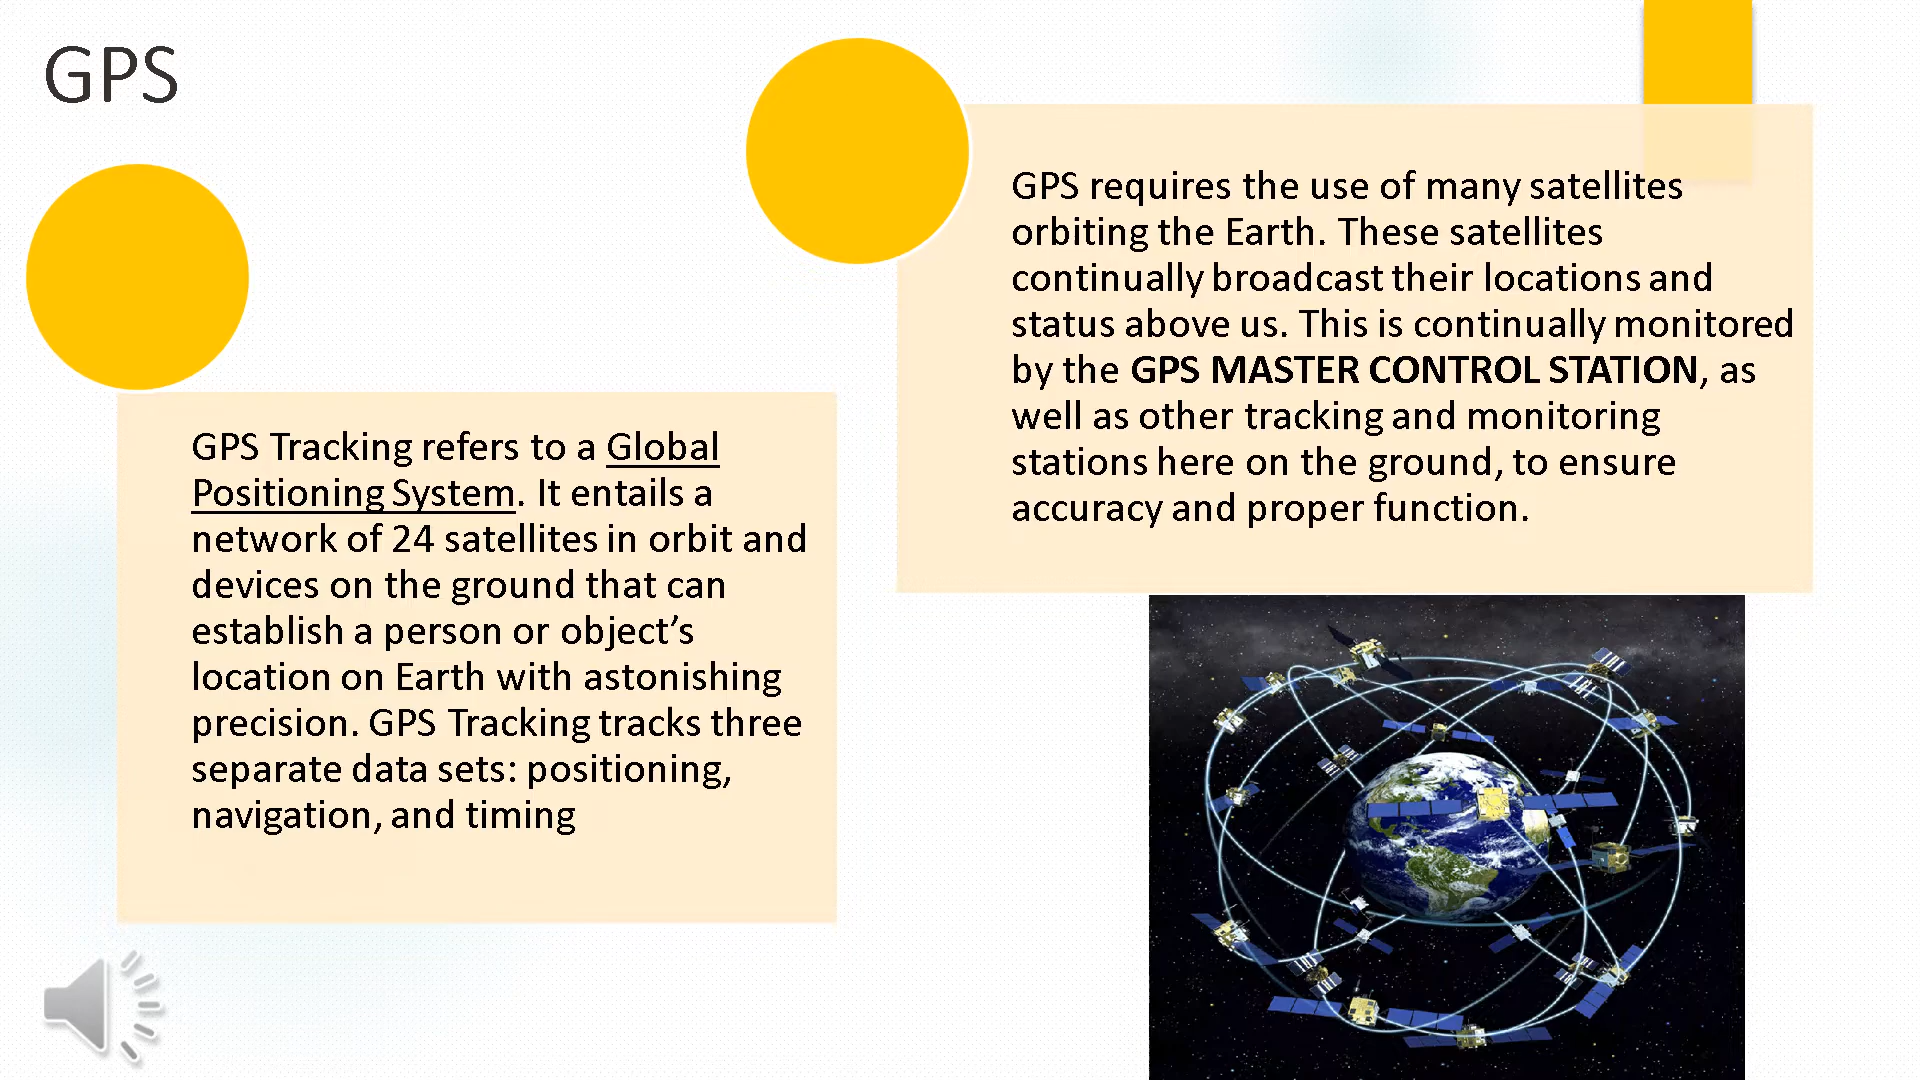 GPS
GPS Tracking refers to a Global
Positioning System. It entails a
network of 24 satellites in orbit and
devices on the ground that can
establish a person or object’s
location on Earth with astonishing
precision. GPS Tracking tracks three
separate data sets: positioning,
navigation, and timing
GPS requires the use of many satellites
orbiting the Earth. These satellites
continually broadcast their locations and
status above us. This is continually monitored
by the GPS MASTER CONTROL STATION, as
well as other tracking and monitoring
stations here on the ground, to ensure
accuracy and proper function.